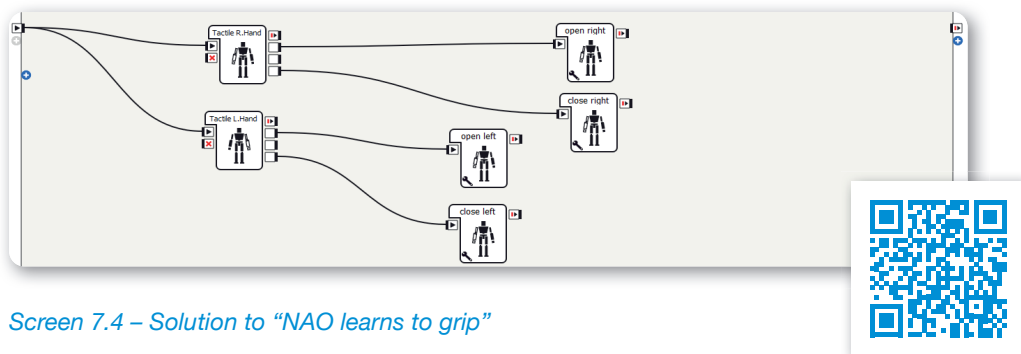 Tactile R.Hand
open right
close right
Tactile L.Hand
open left
close left
Screen 7.4 – Solution to “NAO learns to grip”